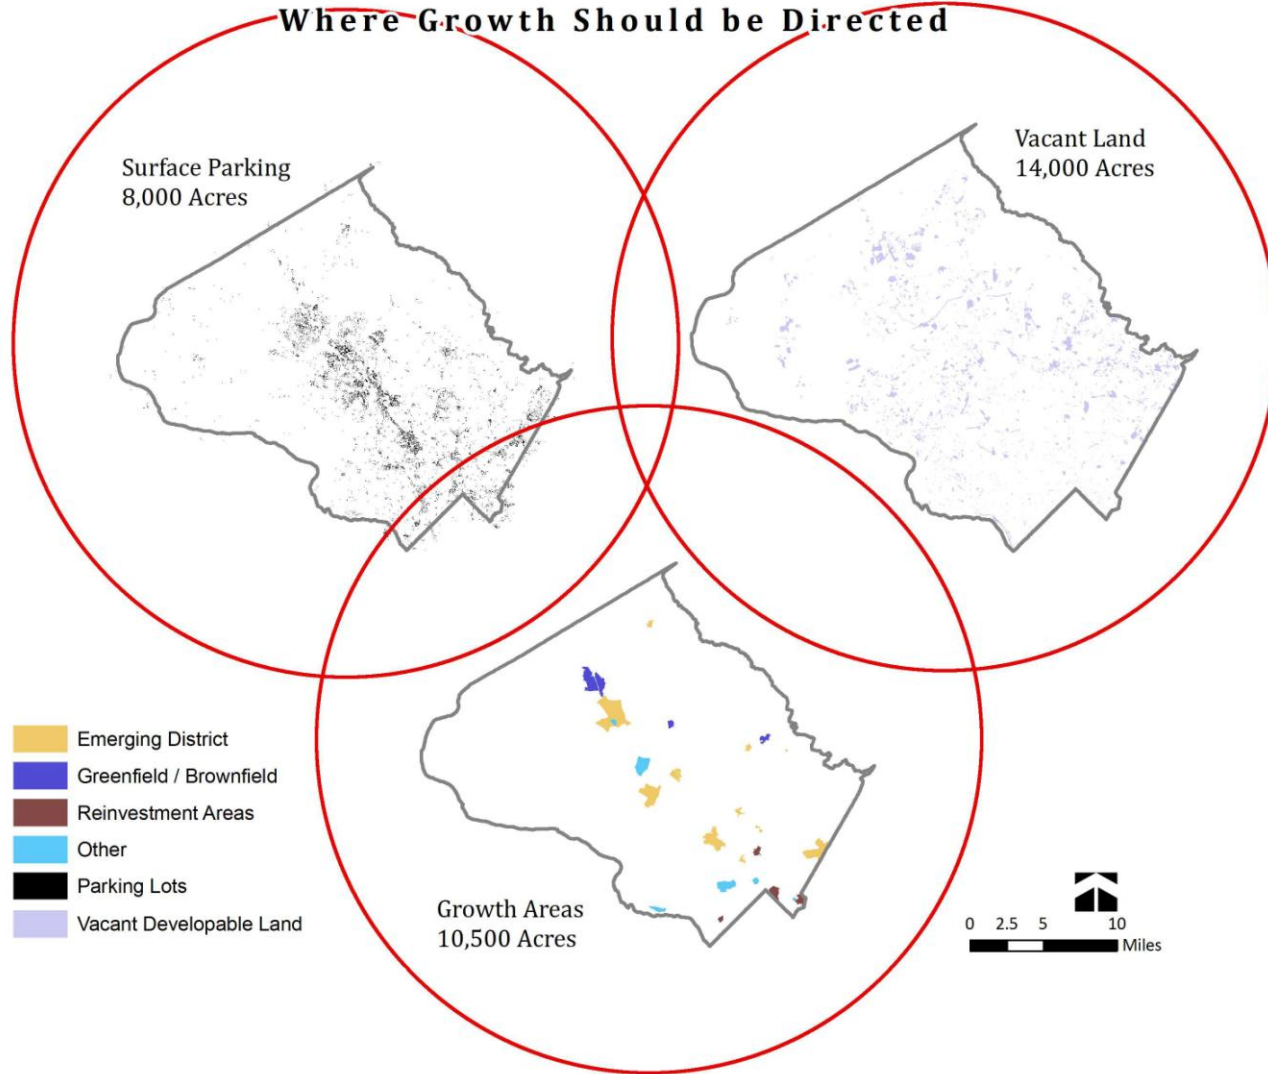 Where Growth Should be Directed
Surface Parking
8,000 Acres
Vacant Land
14,000 Acres
Emerging District
Greenfield / Brownfield
Reinvestment Areas
Other
Parking Lots
Vacant Developable Land
Growth Areas
10,500 Acres
0 2.5 5 10
Miles